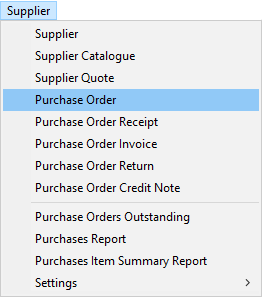 Supplier
Supplier
Supplier Catalogue
Supplier Quote
Purchase Order
Purchase Order Receipt
Purchase Order Invoice
Purchase Order Return
Purchase Order Credit Note
Purchase Orders Outstanding
Purchases Report
Purchases Item Summary Report
Settings